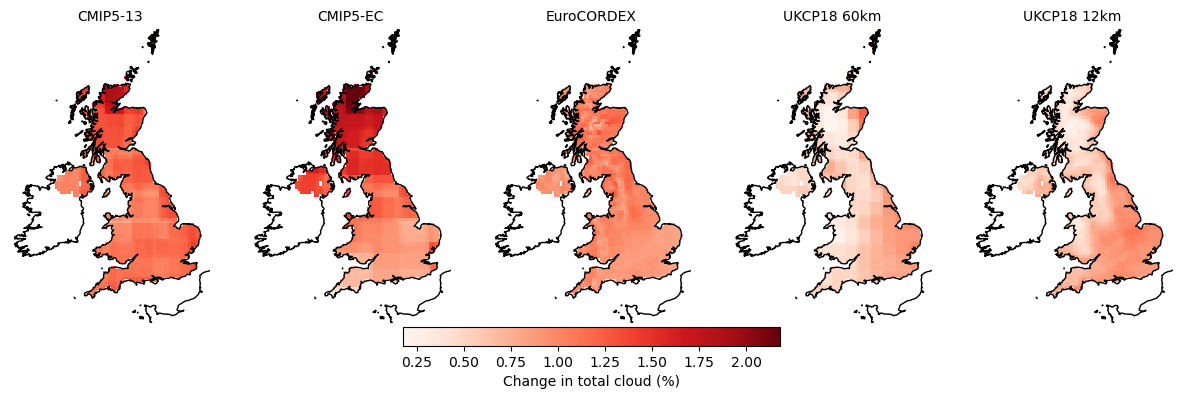 CMIP5-13 CMIP5-EC EuroCORDEX UKCP18 60km UKCP18 12km
0.25 0.50 0.75 1.00 1.25 1.50 1.75 2.00
Change in total cloud (%)